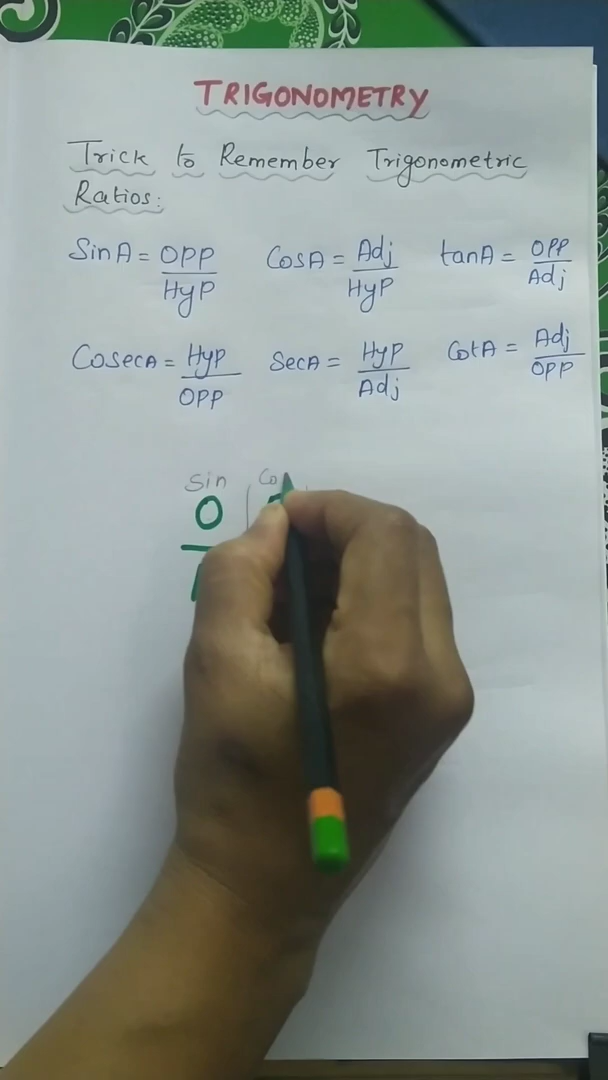 TRIGONOMETRY
Trick to Remember Trigonometric
Ratios:
SinA = OPP/HyP CosA = Adj/HyP tanA = OPP/Adj
CosecA = HyP/OPP SecA = HyP/Adj CotA = Adj/OPP
Sin Co
O